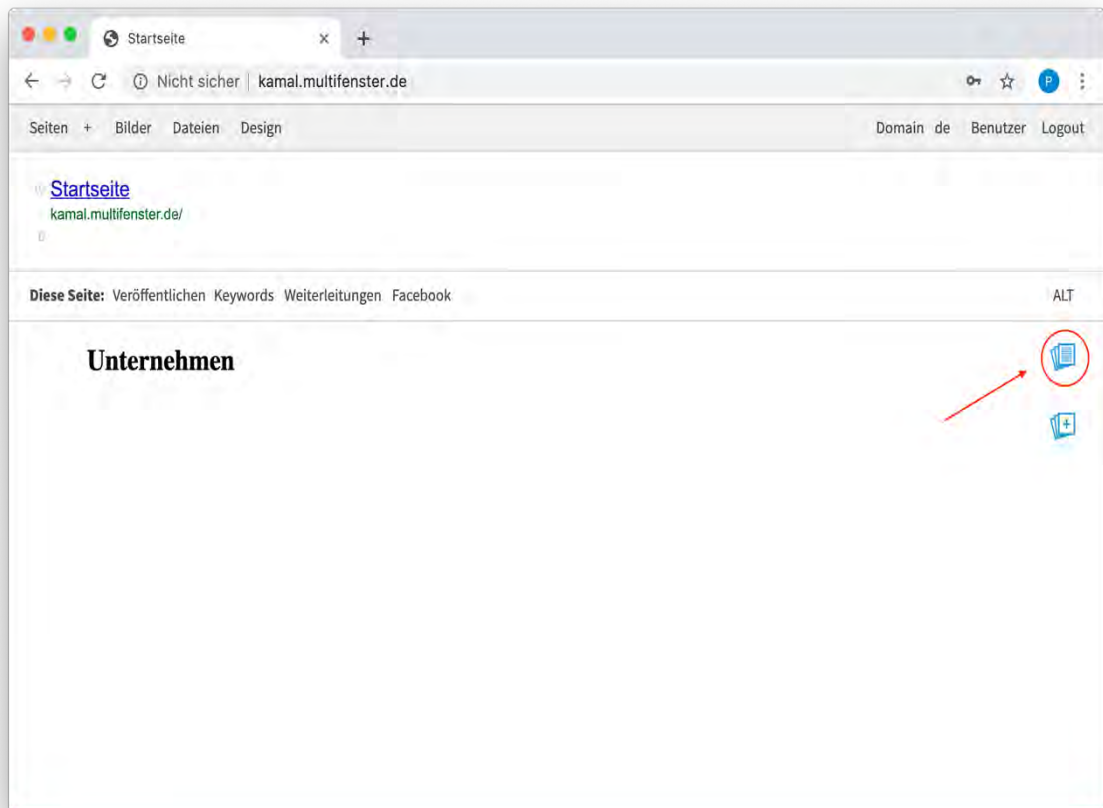 Startseite
Nicht sicher | kamal.multifenster.de
P
Seiten + Bilder Dateien Design Domain de Benutzer Logout
Startseite
kamal.multifenster.de/
Diese Seite: Veröffentlichen Keywords Weiterleitungen Facebook ALT
Unternehmen